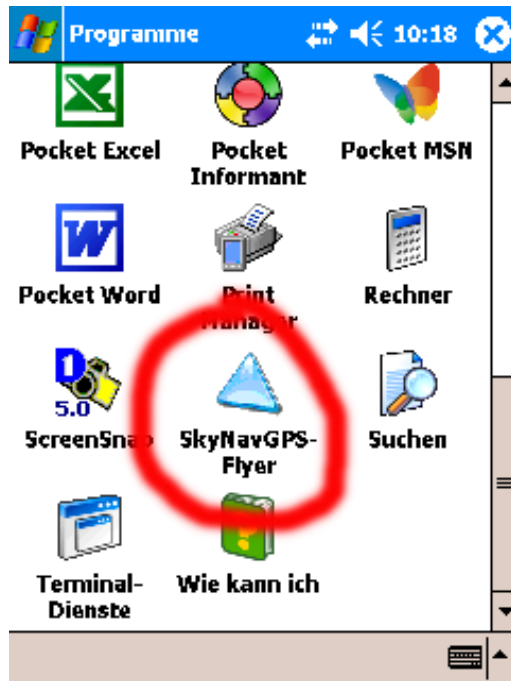 Programme 10:18
Pocket Excel Pocket Pocket MSN
Informant
Pocket Word Print Rechner
Manager
1
5.0
ScreenSnap SkyNavGPS- Suchen
Flyer
Terminal- Wie kann ich
Dienste